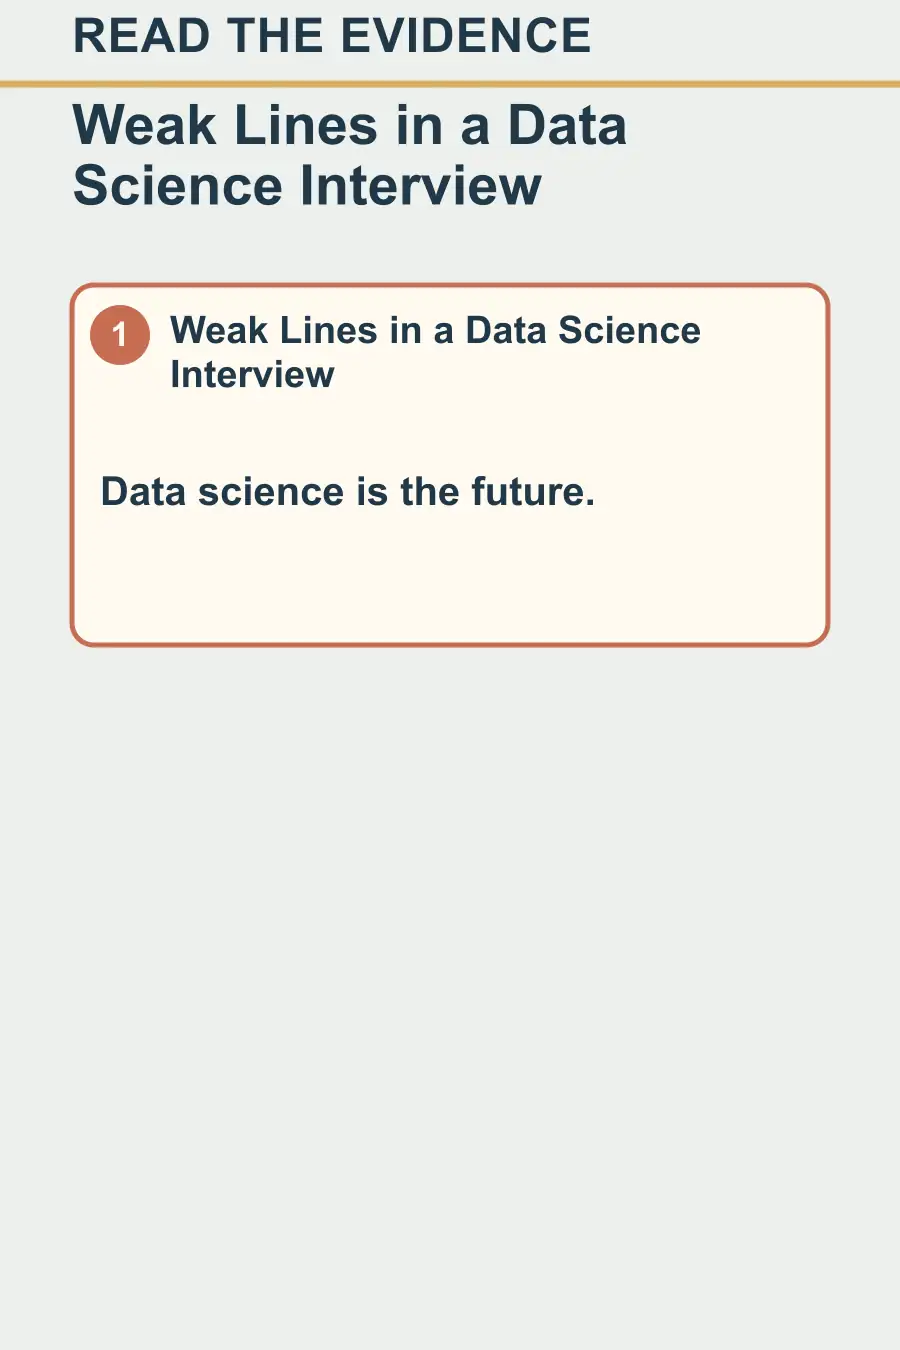 READ THE EVIDENCE
Weak Lines in a Data
Science Interview
1
Weak Lines in a Data Science
Interview
Data science is the future.